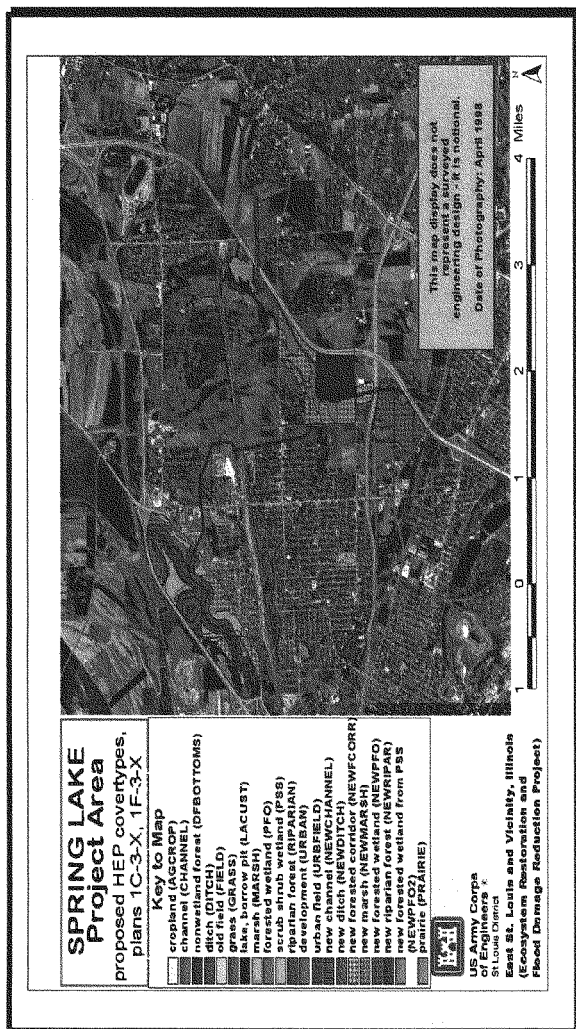 SPRING LAKE
Project Area
proposed HEP covertypes,
plans 1C-3-X, 1F-3-X
Key to Map
cropland (AGCROP)
channel (CHANNEL)
nonwetland forest (DFBOTTOMS)
ditch (DITCH)
old field (FIELD)
grass (GRASS)
lake, borrow pit (LACUST)
marsh (MARSH)
forested wetland (PFO)
scrub shrub wetland (PSS)
riparian forest (RIPARIAN)
development (URBAN)
urban field (URBFIELD)
new channel (NEWCHANNEL)
new ditch (NEWDITCH)
new forested corridor (NEWFCORR)
new marsh (NEWMARSH)
new forested wetland (NEWPFO)
new riparian forest (NEWRIPAR)
new forested wetland from PSS
(NEWPFO2)
prairie (PRAIRIE)
US Army Corps
of Engineers
St Louis District
East St. Louis and Vicinity, Illinois
(Ecosystem Restoration and
Flood Damage Reduction Project)
This map display does not
represent a surveyed
engineering design - it is notional.
Date of Photography: April 1998
1 0 1 2 3 4 Miles
N